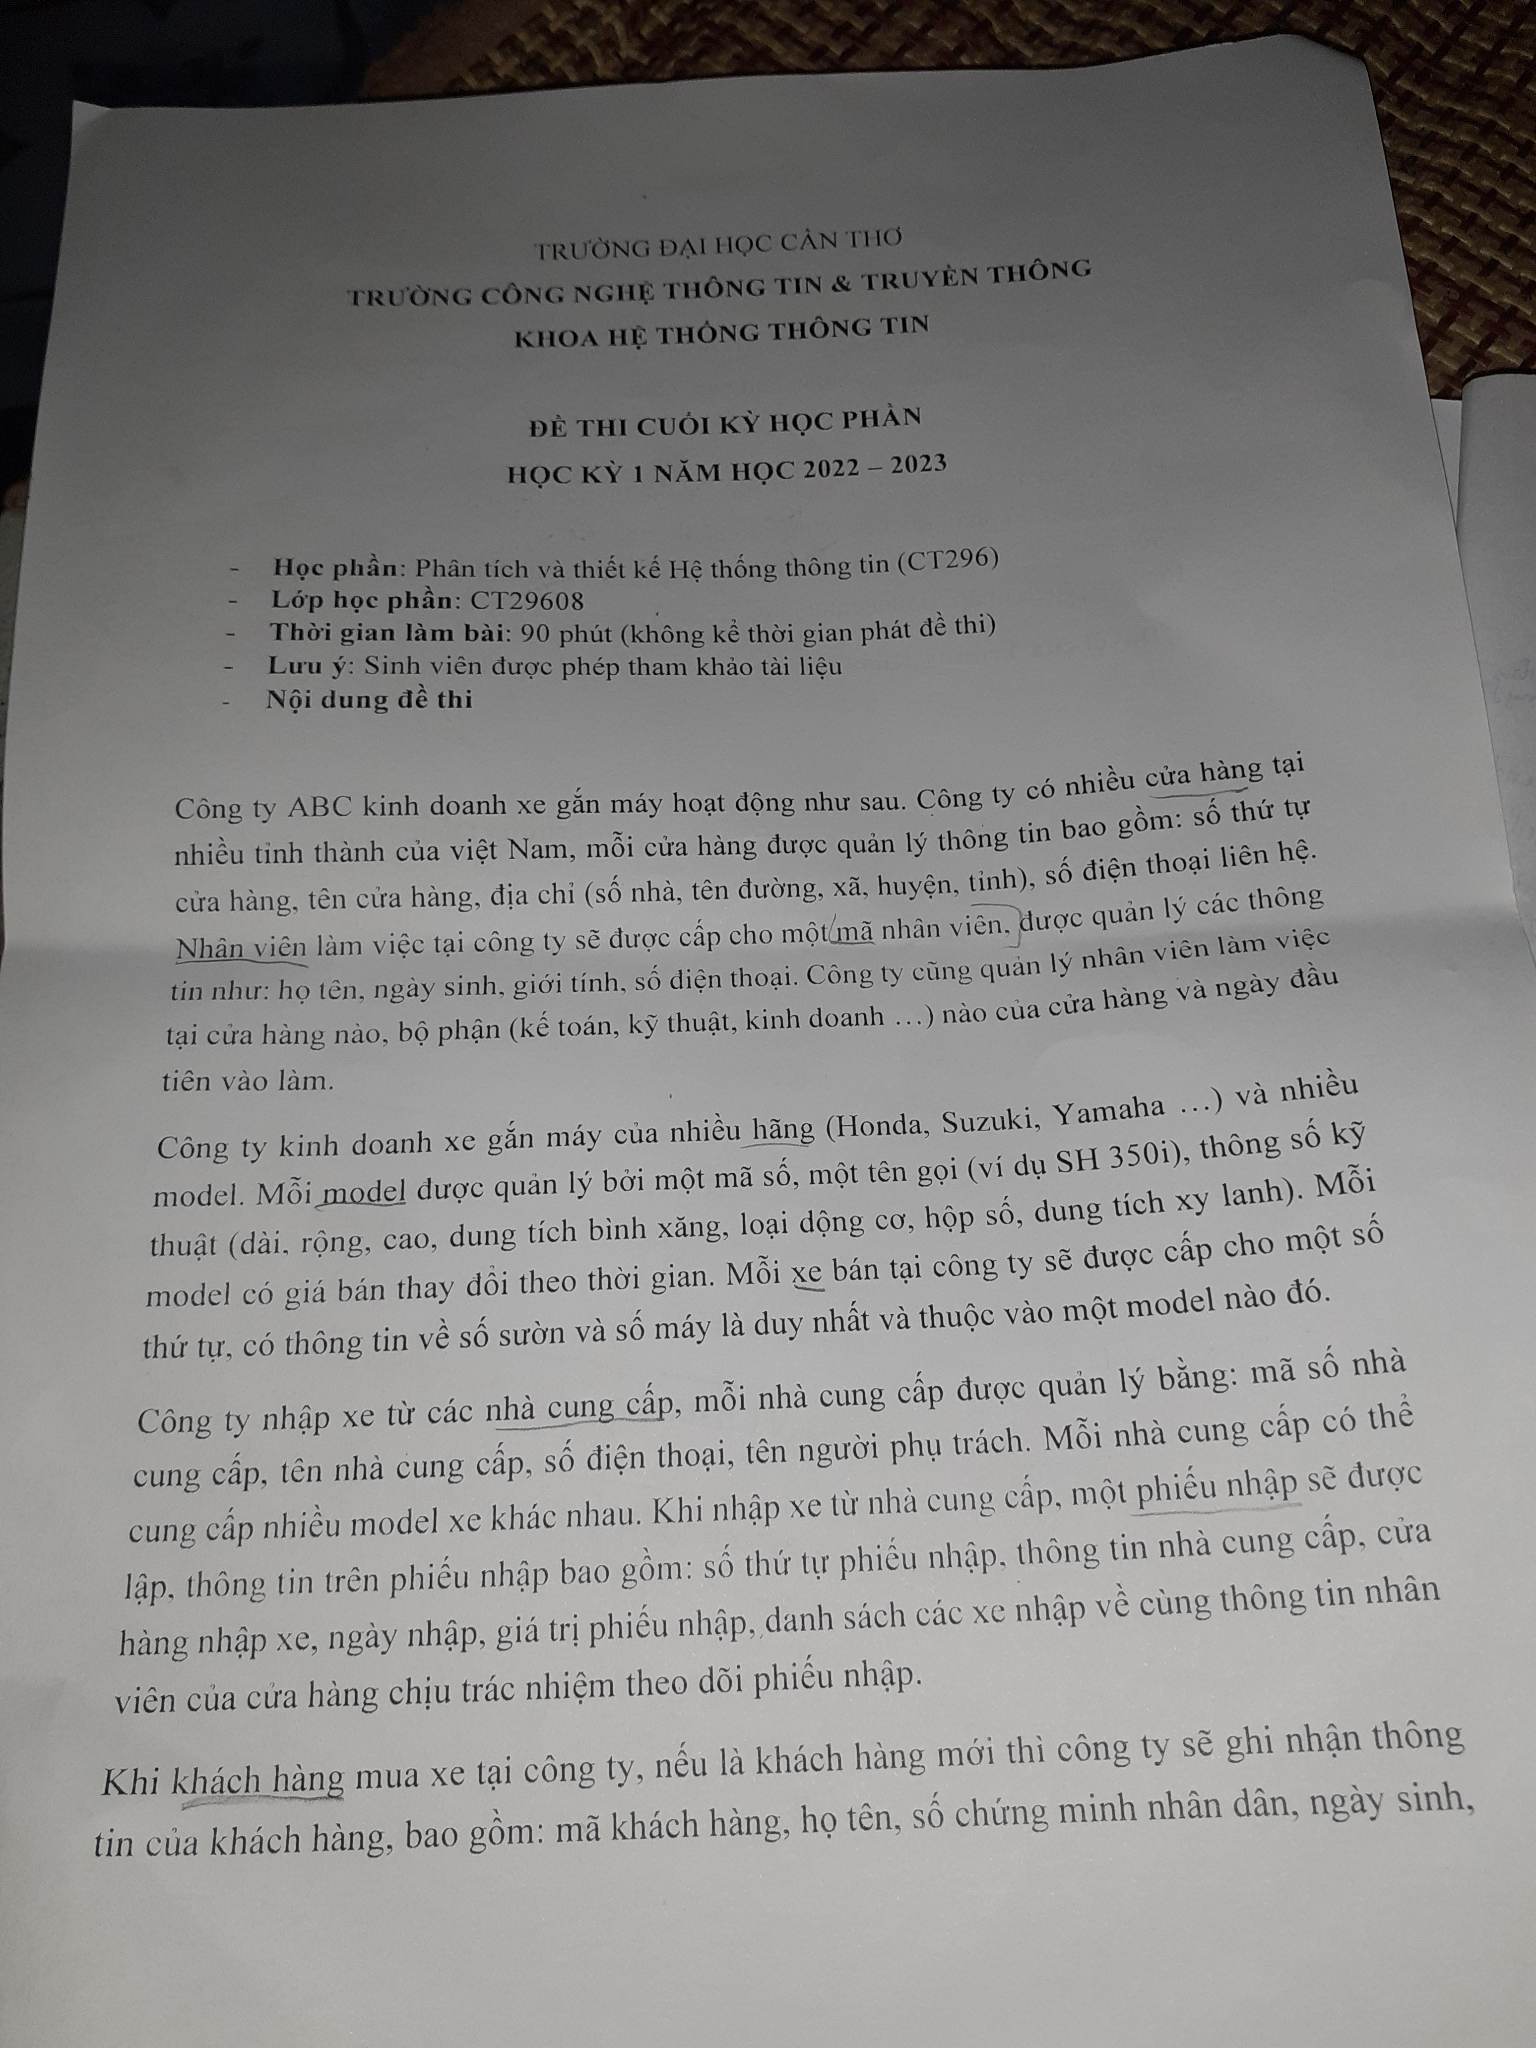 TRƯỜNG ĐẠI HỌC CẦN THƠ
TRƯỜNG CÔNG NGHỆ THÔNG TIN & TRUYỀN THÔNG
KHOA HỆ THỐNG THÔNG TIN
ĐỀ THI CUỐI KỲ HỌC PHẦN
HỌC KỲ 1 NĂM HỌC 2022 – 2023
- Học phần: Phân tích và thiết kế Hệ thống thông tin (CT296)
- Lớp học phần: CT29608
- Thời gian làm bài: 90 phút (không kể thời gian phát đề thi)
- Lưu ý: Sinh viên được phép tham khảo tài liệu
- Nội dung đề thi
Công ty ABC kinh doanh xe gắn máy hoạt động như sau. Công ty có nhiều cửa hàng tại
nhiều tỉnh thành của việt Nam, mỗi cửa hàng được quản lý thông tin bao gồm: số thứ tự
cửa hàng, tên cửa hàng, địa chỉ (số nhà, tên đường, xã, huyện, tỉnh), số điện thoại liên hệ.
Nhân viên làm việc tại công ty sẽ được cấp cho một mã nhân viên, được quản lý các thông
tin như: họ tên, ngày sinh, giới tính, số điện thoại. Công ty cũng quản lý nhân viên làm việc
tại cửa hàng nào, bộ phận (kế toán, kỹ thuật, kinh doanh …) nào của cửa hàng và ngày đầu
tiên vào làm.
Công ty kinh doanh xe gắn máy của nhiều hãng (Honda, Suzuki, Yamaha …) và nhiều
model. Mỗi model được quản lý bởi một mã số, một tên gọi (ví dụ SH 350i), thông số kỹ
thuật (dài, rộng, cao, dung tích bình xăng, loại dộng cơ, hộp số, dung tích xy lanh). Mỗi
model có giá bán thay đổi theo thời gian. Mỗi xe bán tại công ty sẽ được cấp cho một số
thứ tự, có thông tin về số sườn và số máy là duy nhất và thuộc vào một model nào đó.
Công ty nhập xe từ các nhà cung cấp, mỗi nhà cung cấp được quản lý bằng: mã số nhà
cung cấp, tên nhà cung cấp, số điện thoại, tên người phụ trách. Mỗi nhà cung cấp có thể
cung cấp nhiều model xe khác nhau. Khi nhập xe từ nhà cung cấp, một phiếu nhập sẽ được
lập, thông tin trên phiếu nhập bao gồm: số thứ tự phiếu nhập, thông tin nhà cung cấp, cửa
hàng nhập xe, ngày nhập, giá trị phiếu nhập, danh sách các xe nhập về cùng thông tin nhân
viên của cửa hàng chịu trác nhiệm theo dõi phiếu nhập.
Khi khách hàng mua xe tại công ty, nếu là khách hàng mới thì công ty sẽ ghi nhận thông
tin của khách hàng, bao gồm: mã khách hàng, họ tên, số chứng minh nhân dân, ngày sinh,